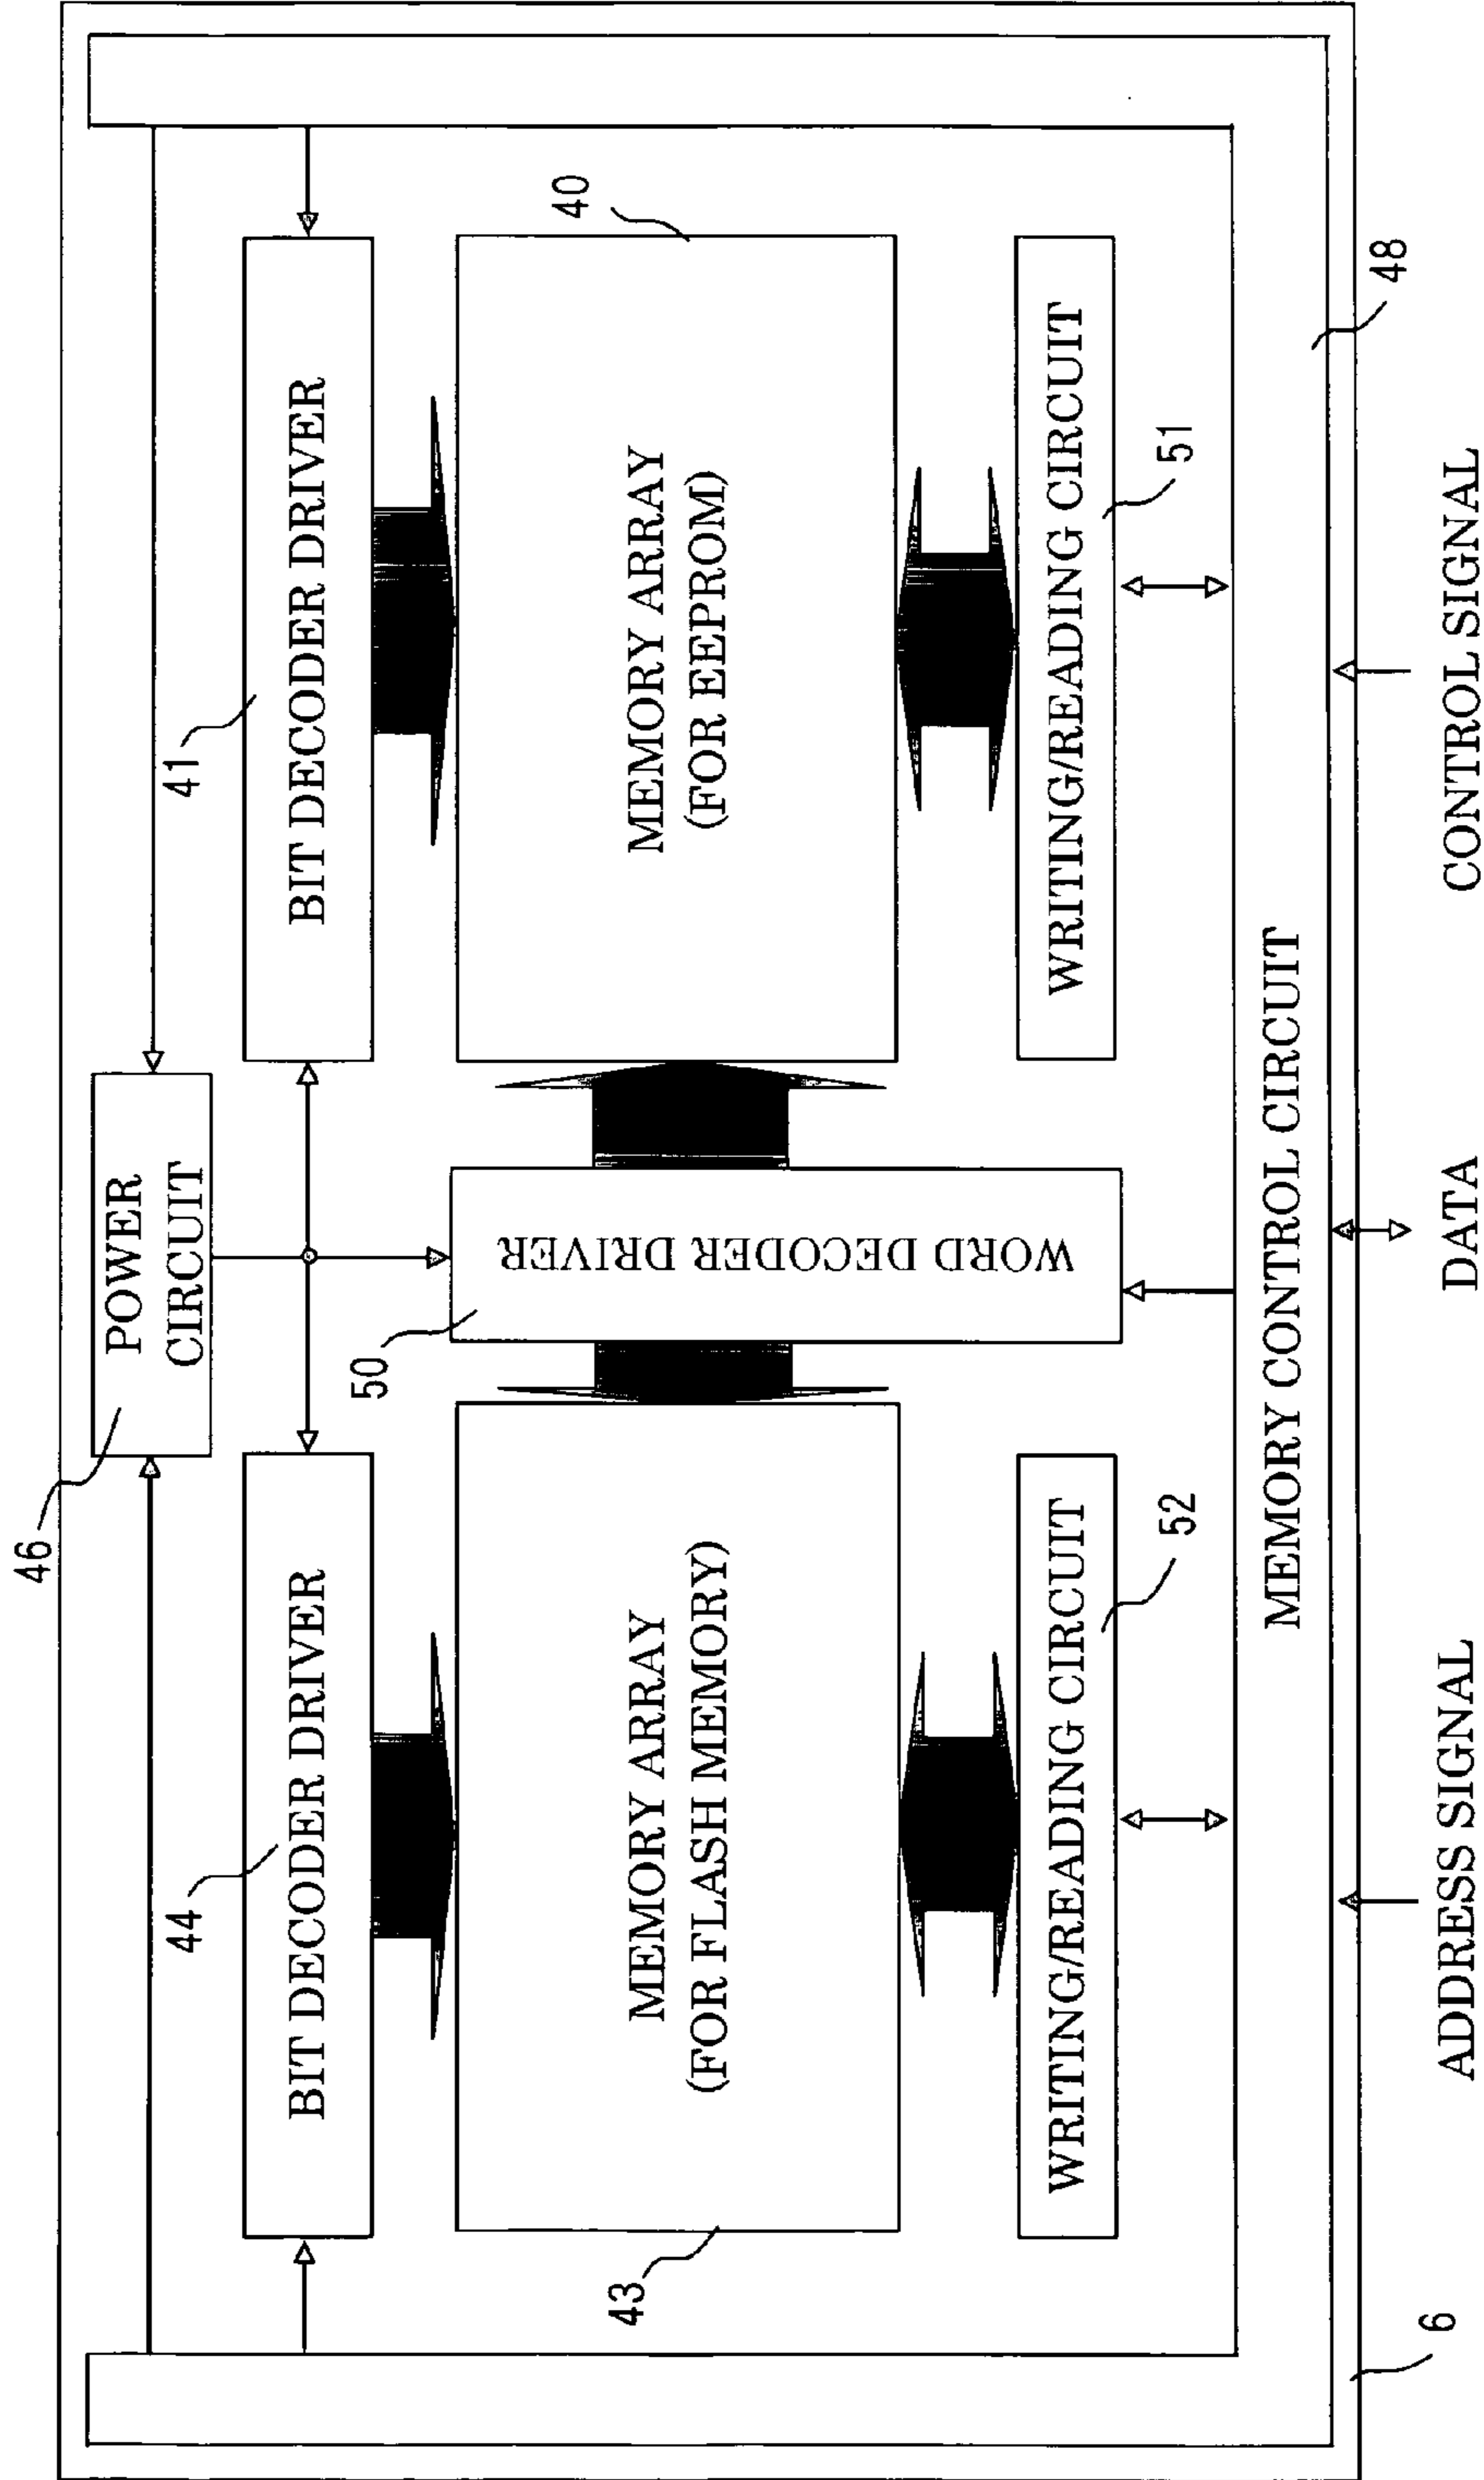 46
POWER
CIRCUIT
44
BIT DECODER DRIVER
41
BIT DECODER DRIVER
50
WORD DECODER DRIVER
43
MEMORY ARRAY
(FOR FLASH MEMORY)
40
MEMORY ARRAY
(FOR EEPROM)
WRITING/READING CIRCUIT
52
WRITING/READING CIRCUIT
51
MEMORY CONTROL CIRCUIT
48
6
ADDRESS SIGNAL
DATA
CONTROL SIGNAL